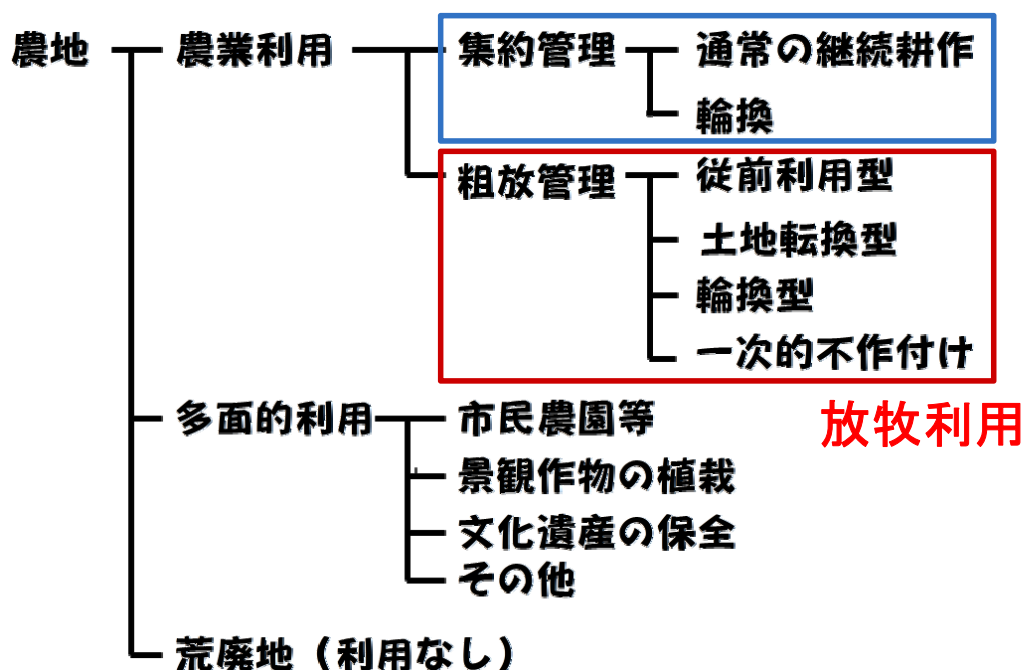 農地 農業利用 集約管理 通常の継続耕作
輪換
粗放管理 従前利用型
土地転換型
輪換型
一次的不作付け
多面的利用 市民農園等
放牧利用
景観作物の植栽
文化遺産の保全
その他
荒廃地（利用なし）